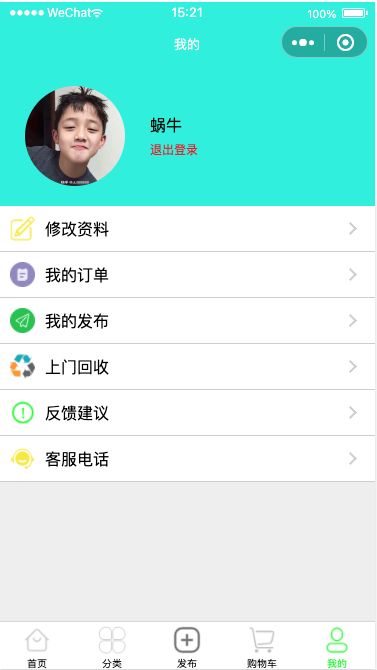 ●●●●● WeChat
15:21
100%
我的
蜗牛
退出登录
修改资料
我的订单
我的发布
上门回收
反馈建议
客服电话
首页
分类
发布
购物车
我的